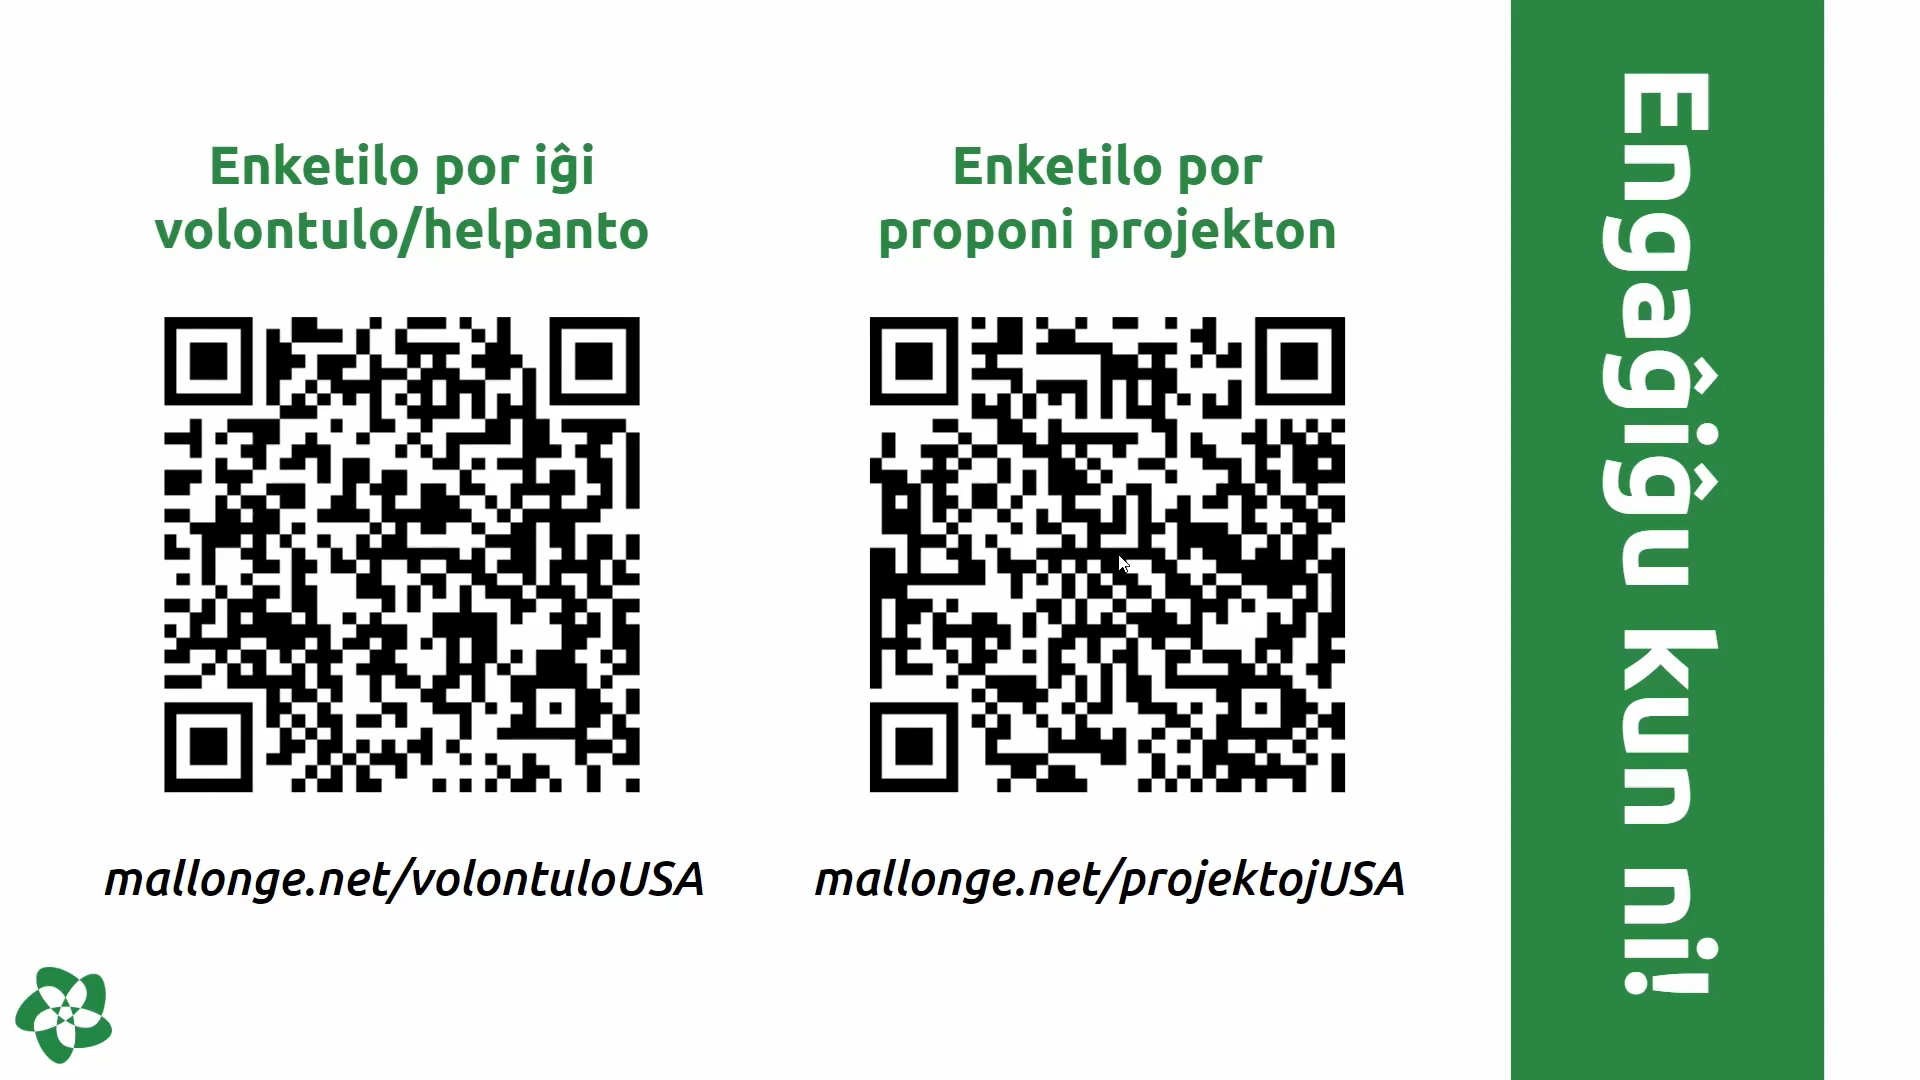 Enketilo por iĝi
volontulo/helpanto
mallonge.net/volontuloUSA
Enketilo por
proponi projekton
mallonge.net/projektojUSA
Engaĝiĝu kun ni!